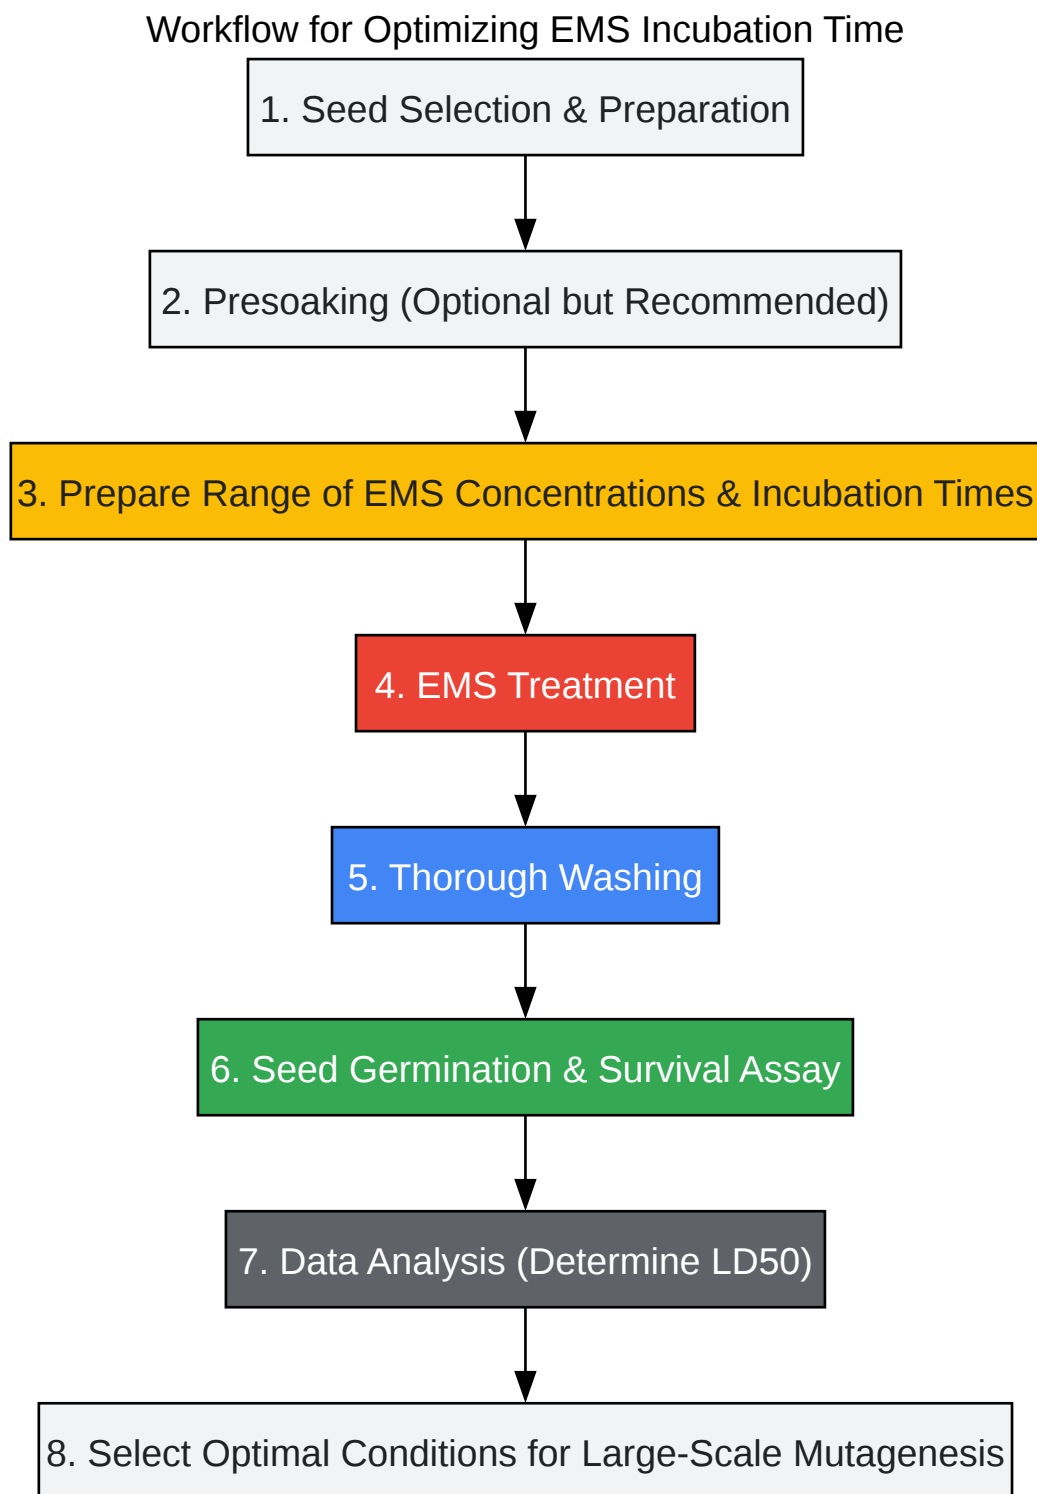 Workflow for Optimizing EMS Incubation Time
1. Seed Selection & Preparation
2. Presoaking (Optional but Recommended)
3. Prepare Range of EMS Concentrations & Incubation Times
4. EMS Treatment
5. Thorough Washing
6. Seed Germination & Survival Assay
7. Data Analysis (Determine LD50)
8. Select Optimal Conditions for Large-Scale Mutagenesis